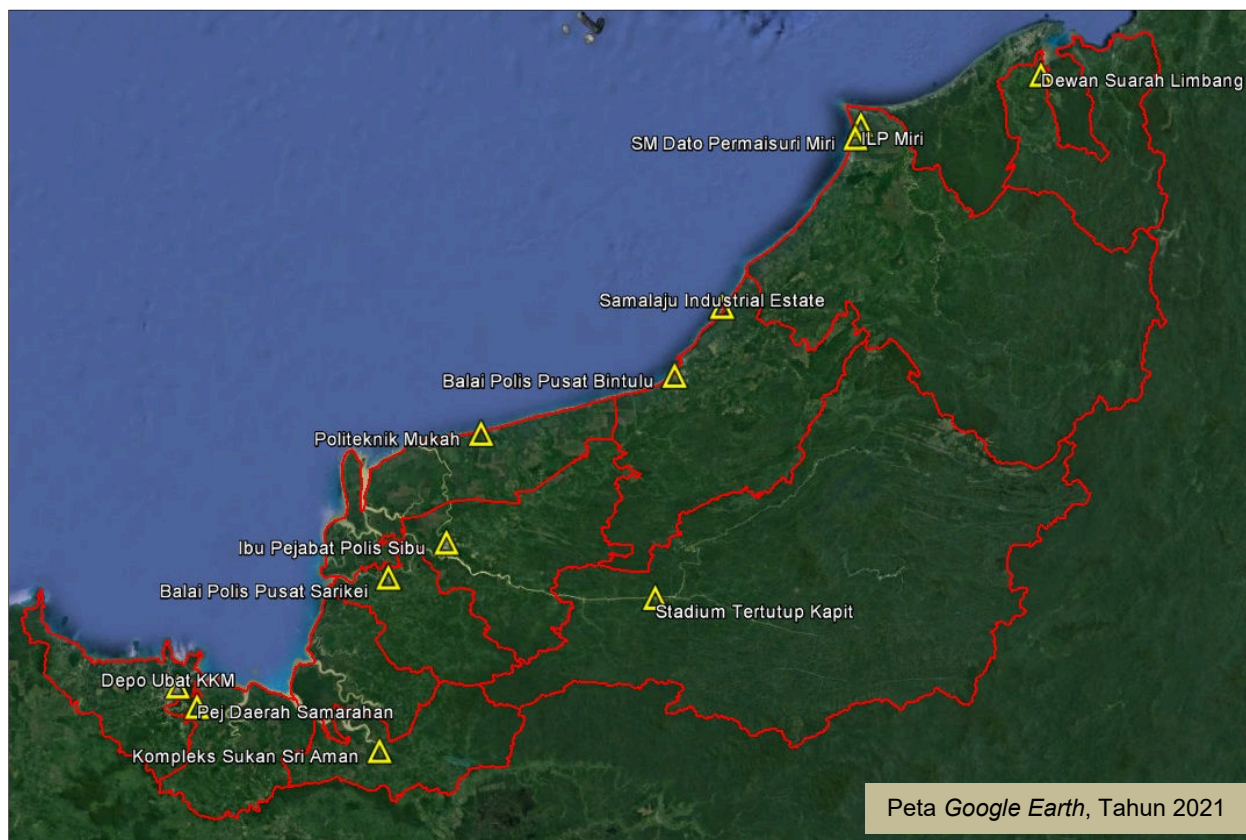 Dewan Suarah Limbang
ILP Miri
SM Dato Permaisuri Miri
Samalaju Industrial Estate
Balai Polis Pusat Bintulu
Politeknik Mukah
Ibu Pejabat Polis Sibu
Balai Polis Pusat Sarikei
Stadium Tertutup Kapit
Depo Ubat KKM
Pej Daerah Samarahan
Kompleks Sukan Sri Aman
Peta Google Earth, Tahun 2021